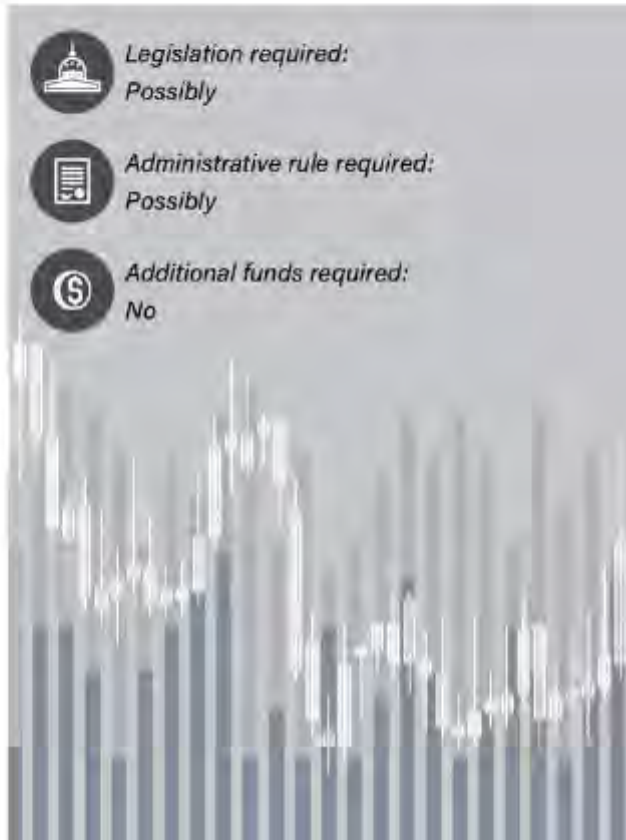 Legislation required:
Possibly
Administrative rule required:
Possibly
Additional funds required:
No